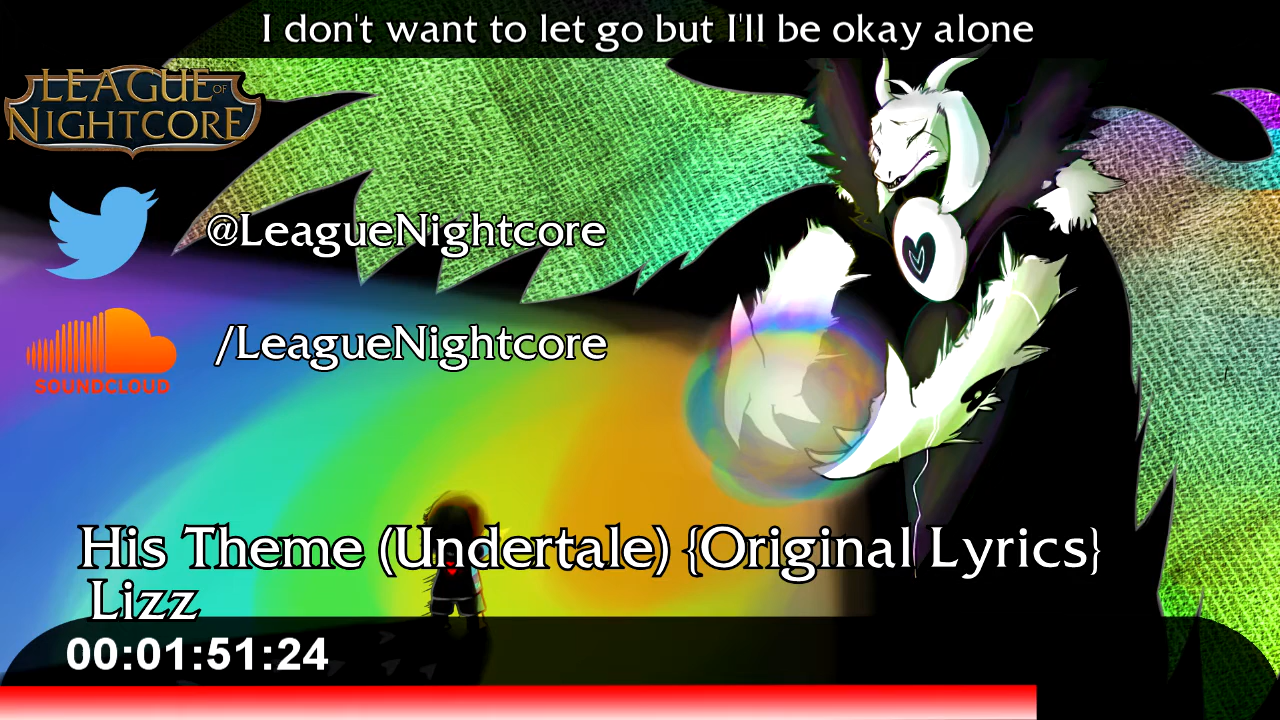 I don't want to let go but I'll be okay alone
LEAGUE OF
NIGHTCORE
@LeagueNightcore
/LeagueNightcore
SOUNDCLOUD
His Theme (Undertale) {Original Lyrics}
Lizz
00:01:51:24